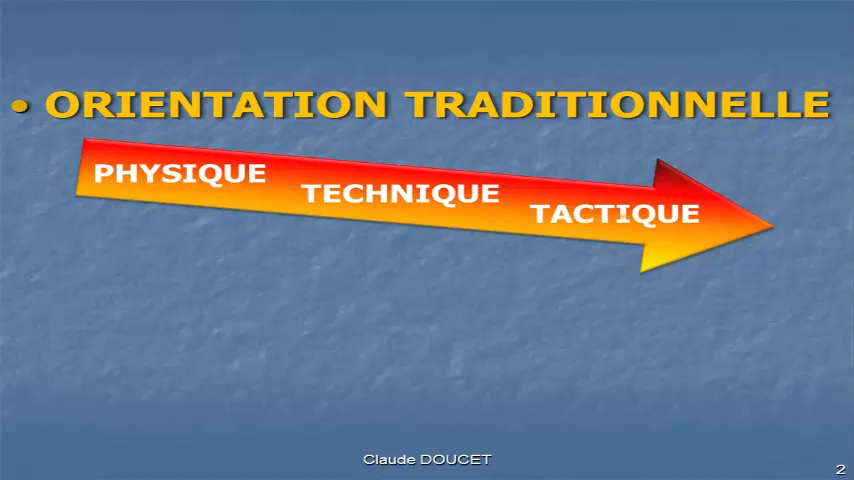 • ORIENTATION TRADITIONNELLE
PHYSIQUE
TECHNIQUE
TACTIQUE
Claude DOUCET
2